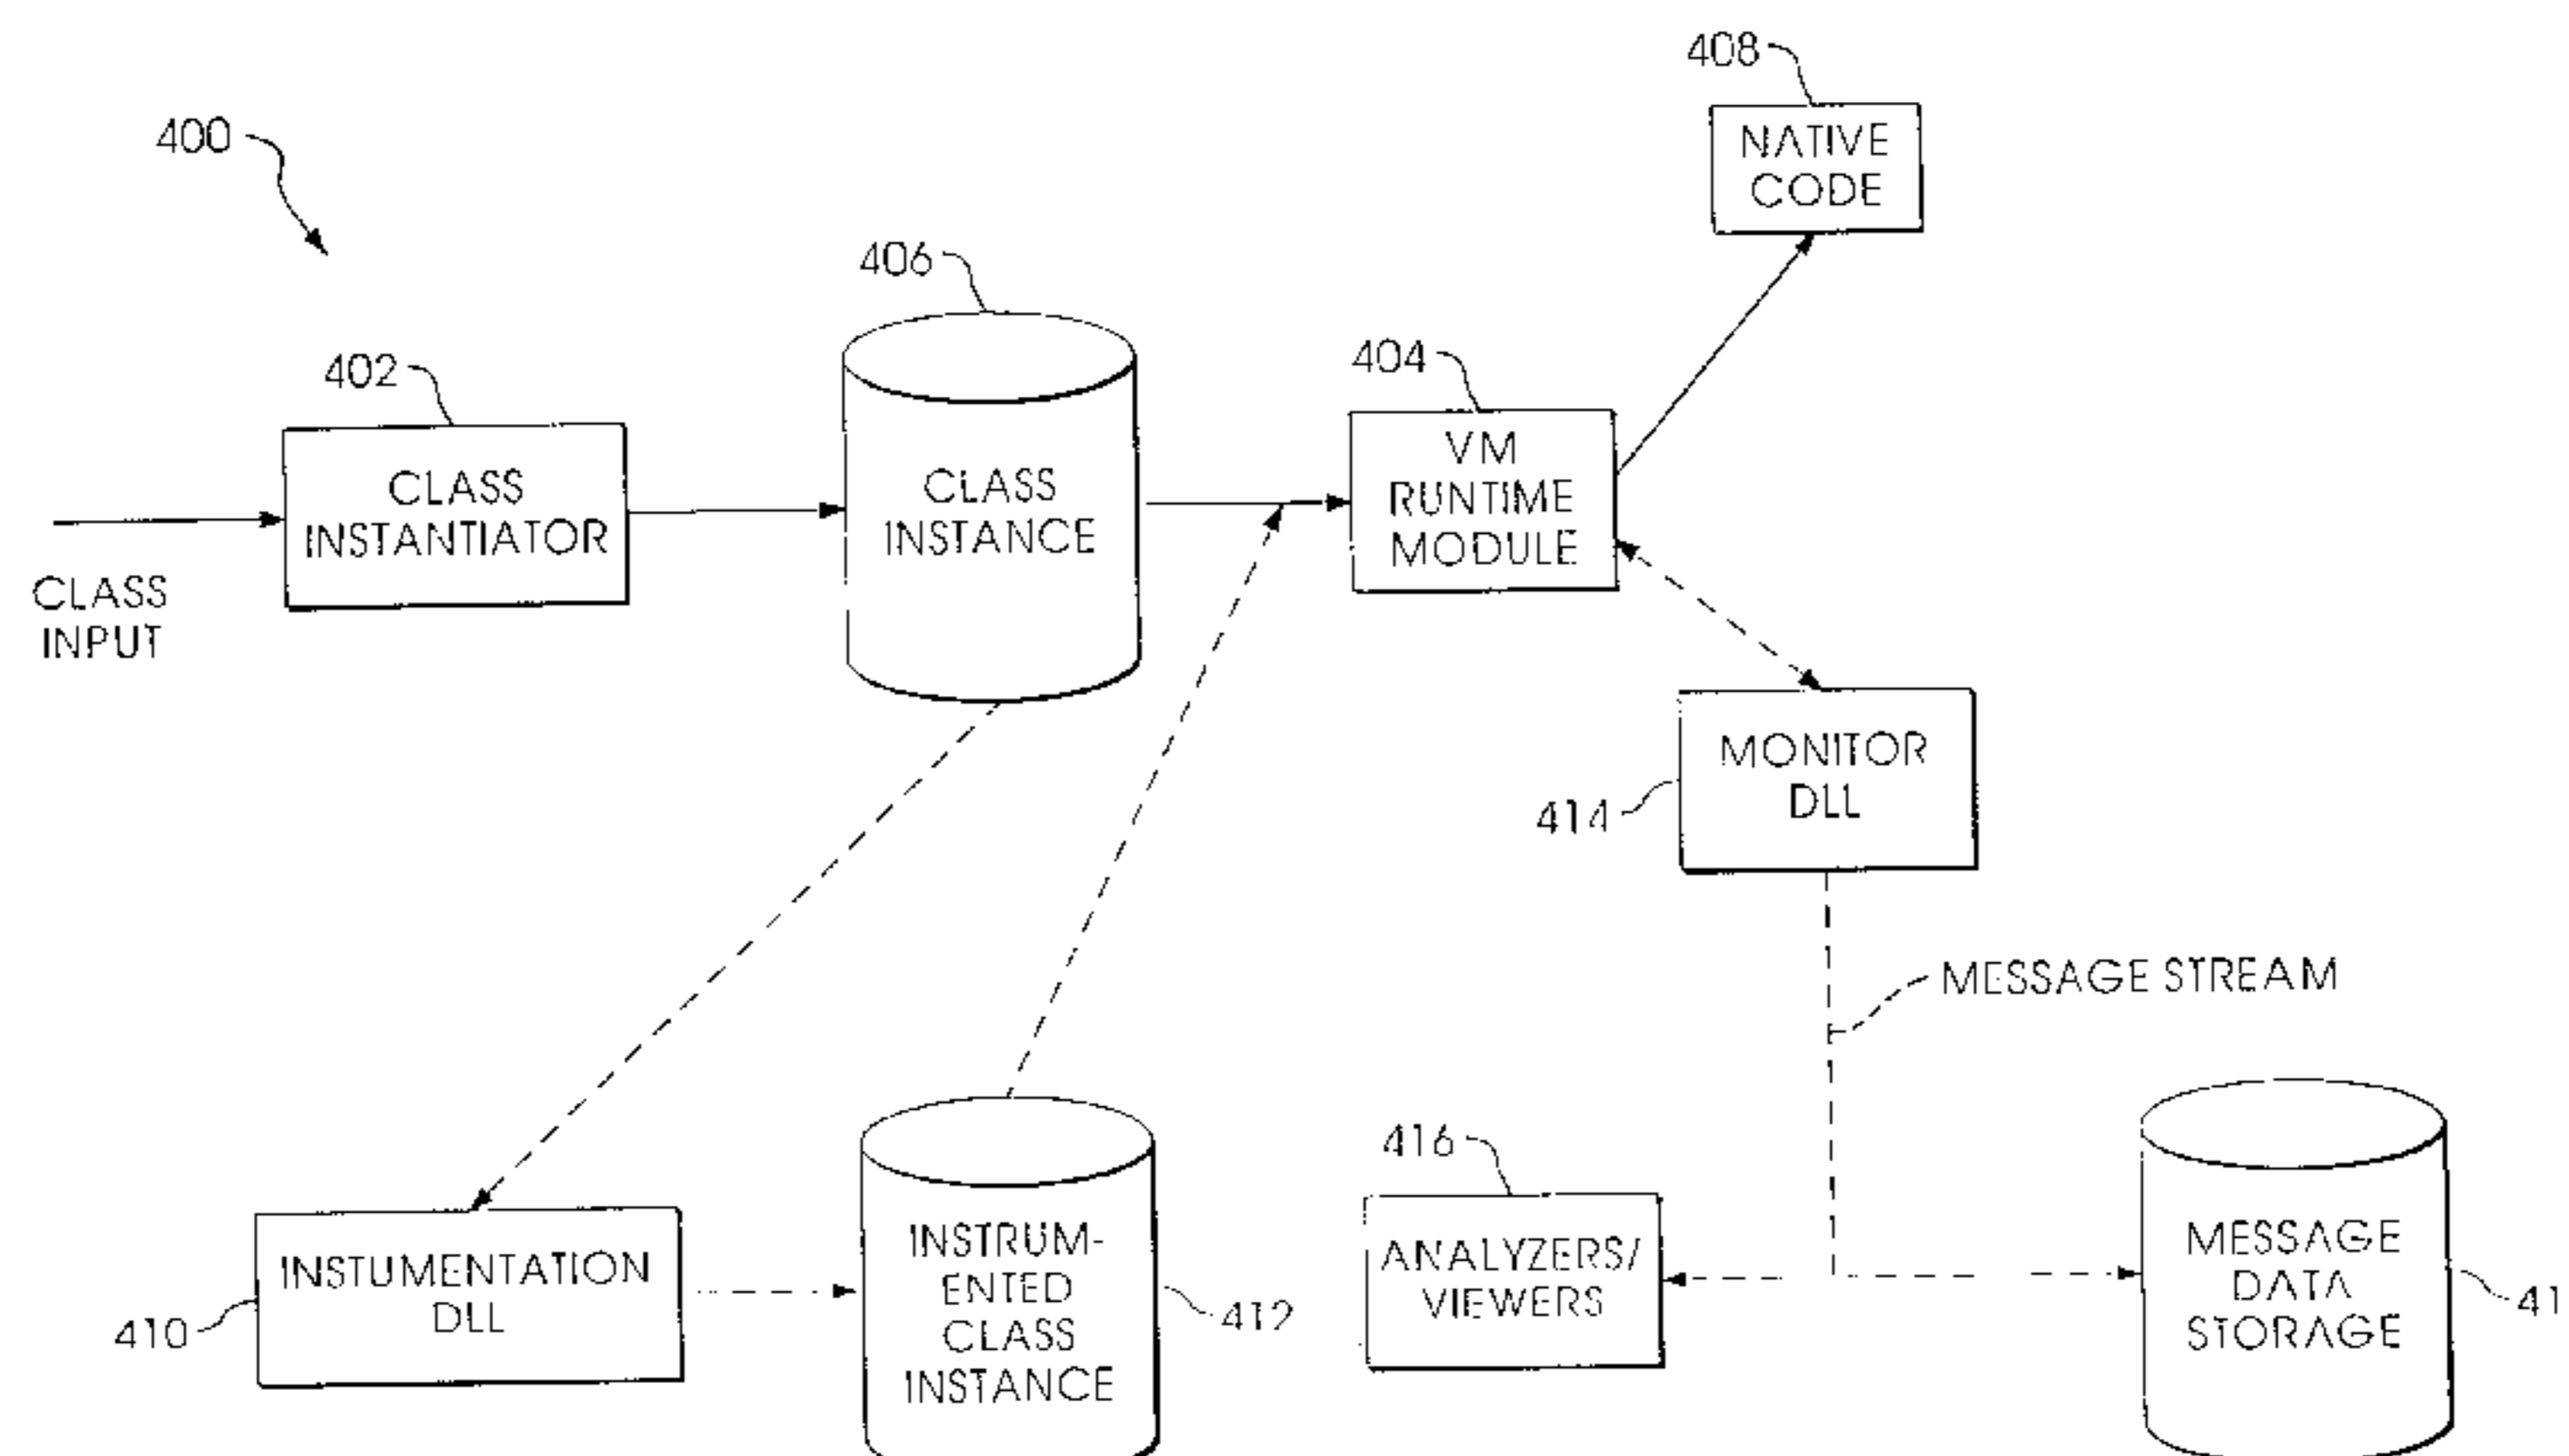 408
NATIVE
CODE
400
406
404
402
VM
RUNTIME
MODULE
CLASS
INSTANTIATOR
CLASS
INSTANCE
CLASS
INPUT
MONITOR
DLL
414
MESSAGE STREAM
416
INSTRUM-
ENTED
CLASS
INSTANCE
412
ANALYZERS/
VIEWERS
MESSAGE
DATA
STORAGE
41
INSTUMENTATION
DLL
410